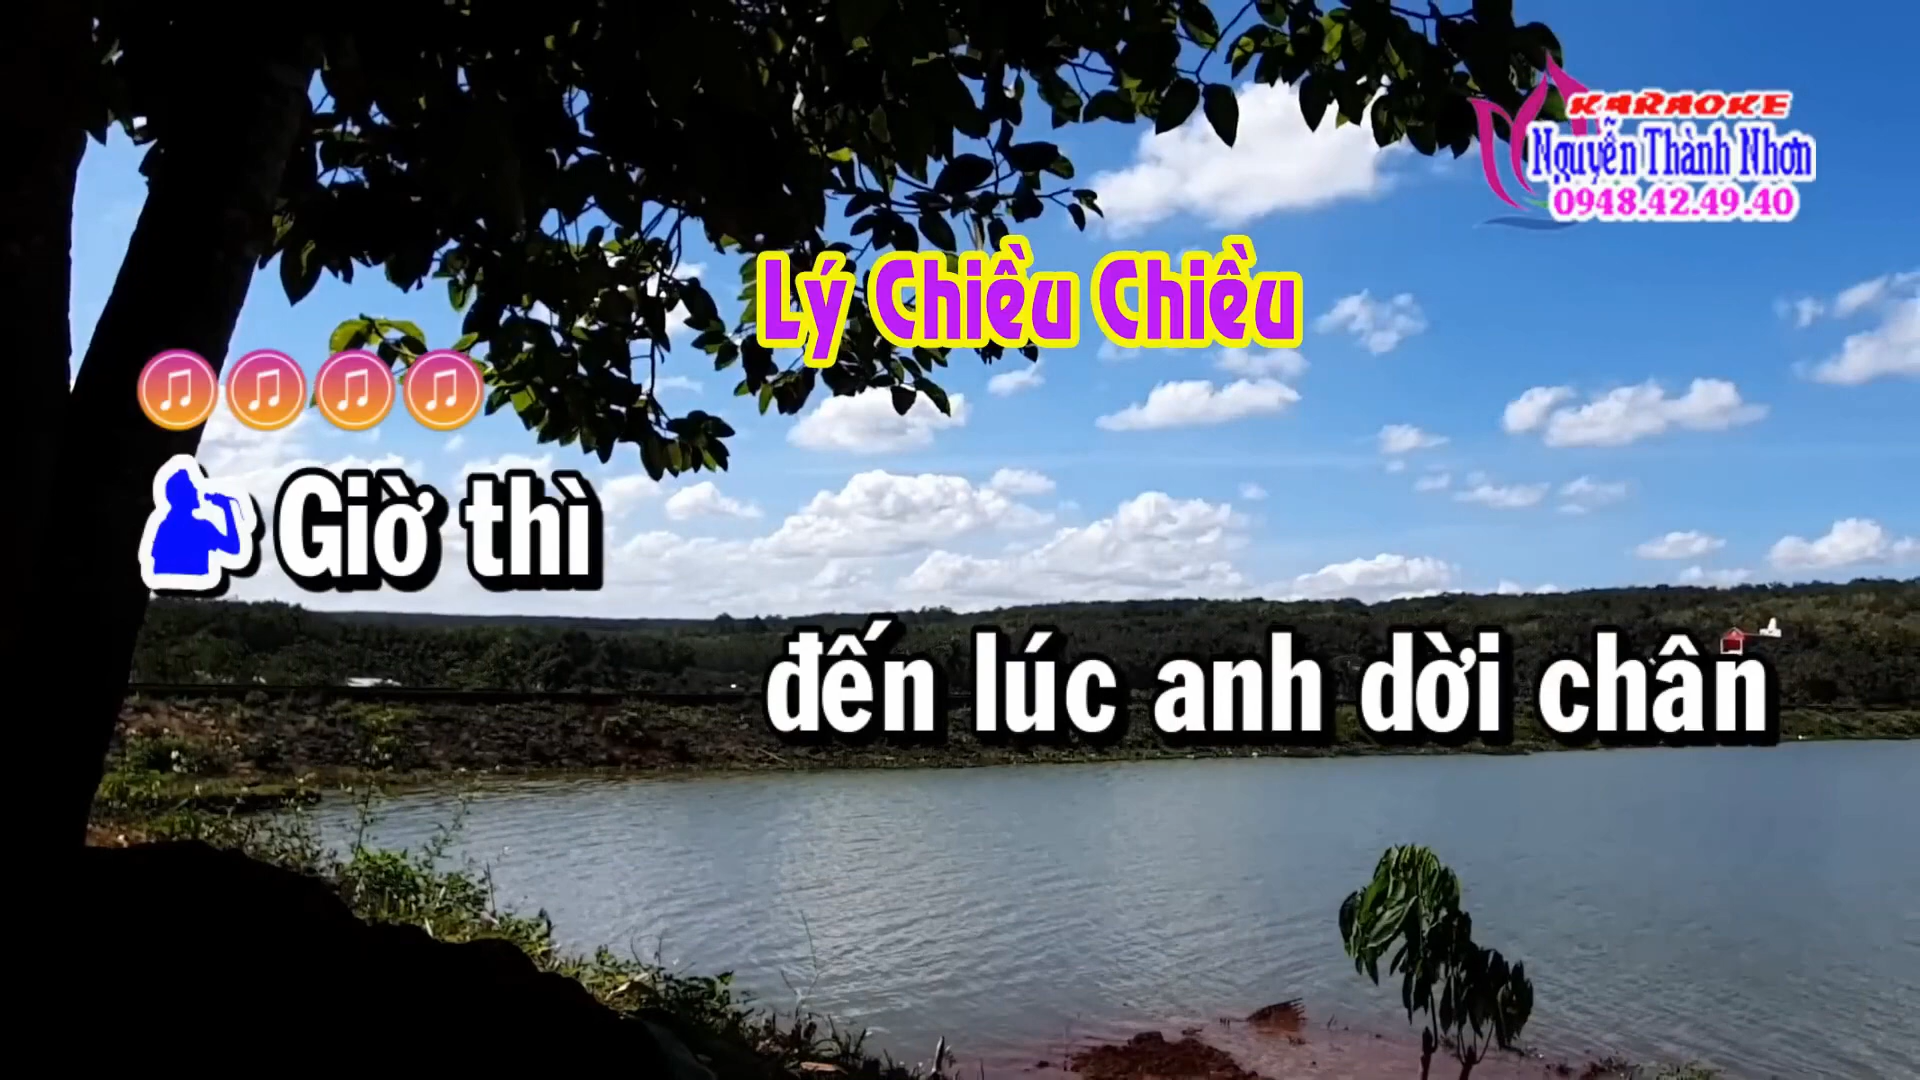 KARAOKE
Nguyễn Thành Nhơn
0948.42.49.40
Lý Chiều Chiều
Giờ thì
đến lúc anh dời chân